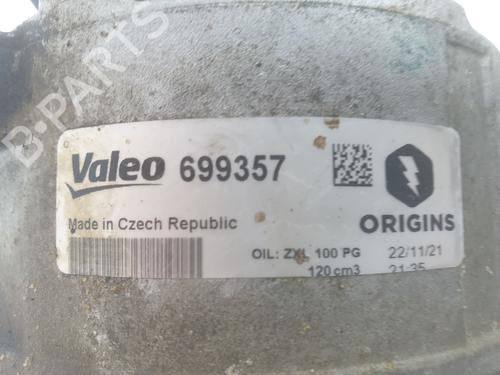 B-PARTS
Valeo 699357
Made in Czech Republic
ORIGINS
OIL: ZXL 100 PG 22/11/21
120 cm3 21:35